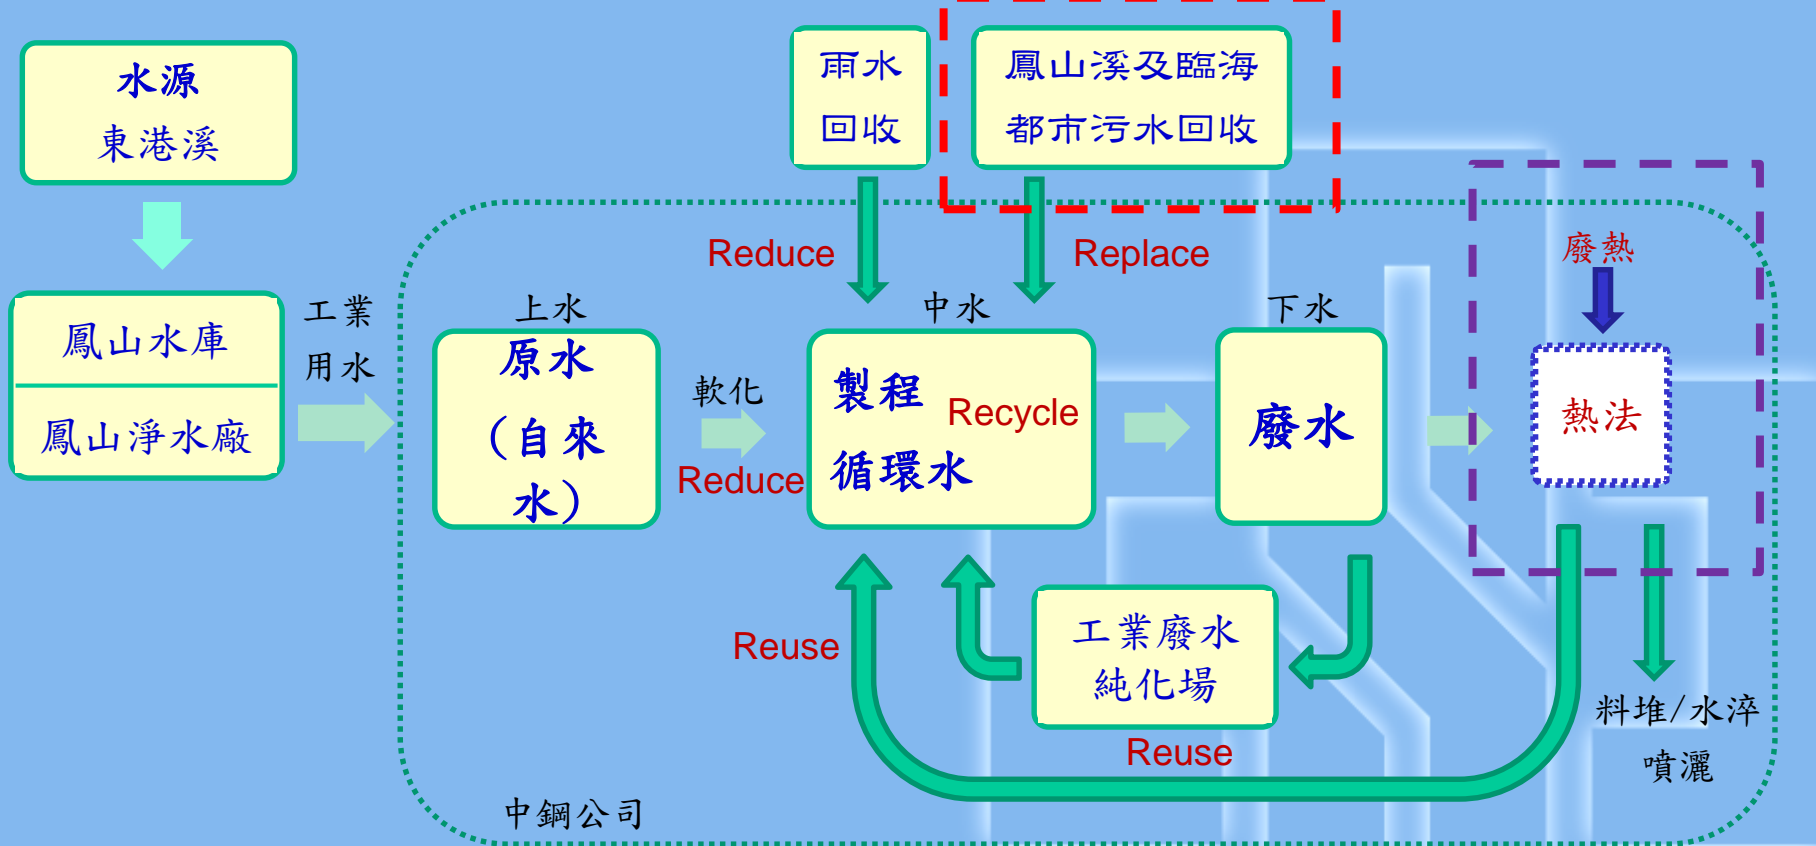 水源
東港溪
鳳山水庫
鳳山淨水廠
工業
用水
雨水
回收
鳳山溪及臨海
都市污水回收
Reduce
Replace
上水
原水
(自來
水)
軟化
Reduce
中水
製程
循環水
Recycle
下水
廢水
廢熱
熱法
工業廢水
純化場
Reuse
Reuse
料堆/水淬
噴灑
中鋼公司